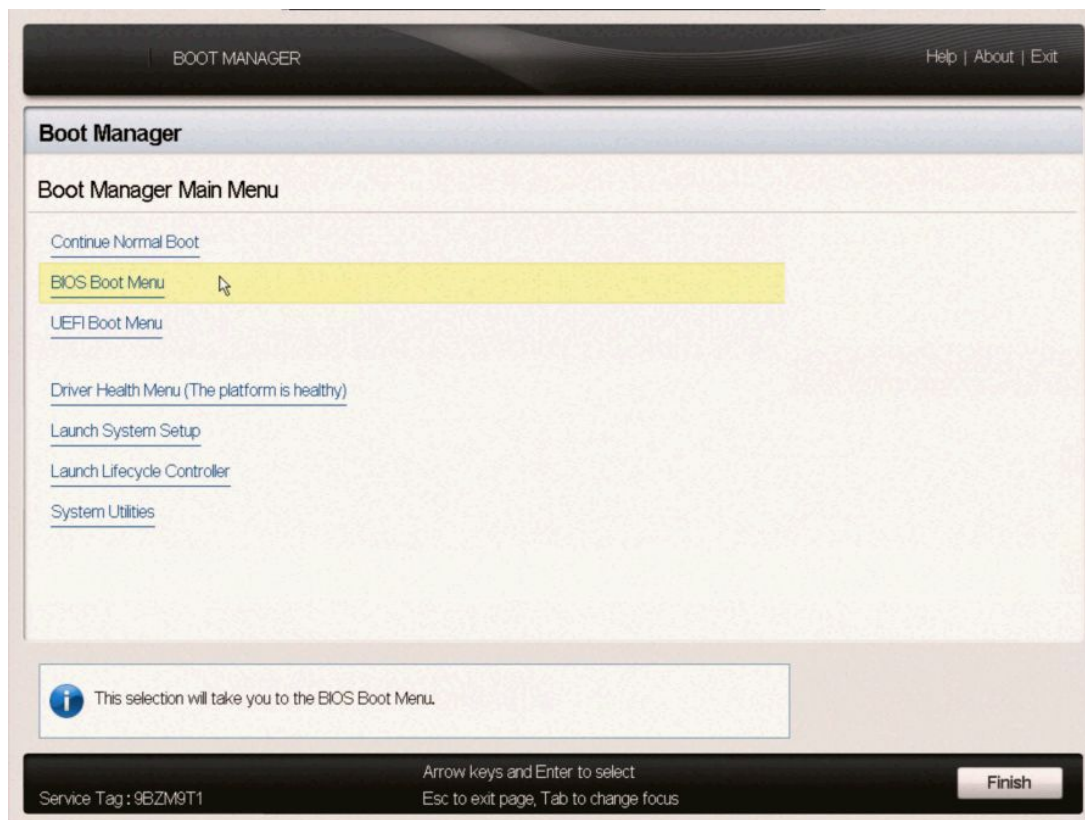 BOOT MANAGER
Help | About | Exit
Boot Manager
Boot Manager Main Menu
Continue Normal Boot
BIOS Boot Menu
UEFI Boot Menu
Driver Health Menu (The platform is healthy)
Launch System Setup
Launch Lifecycle Controller
System Utilities
This selection will take you to the BIOS Boot Menu.
Arrow keys and Enter to select
Service Tag : 9BZM9T1
Esc to exit page, Tab to change focus
Finish